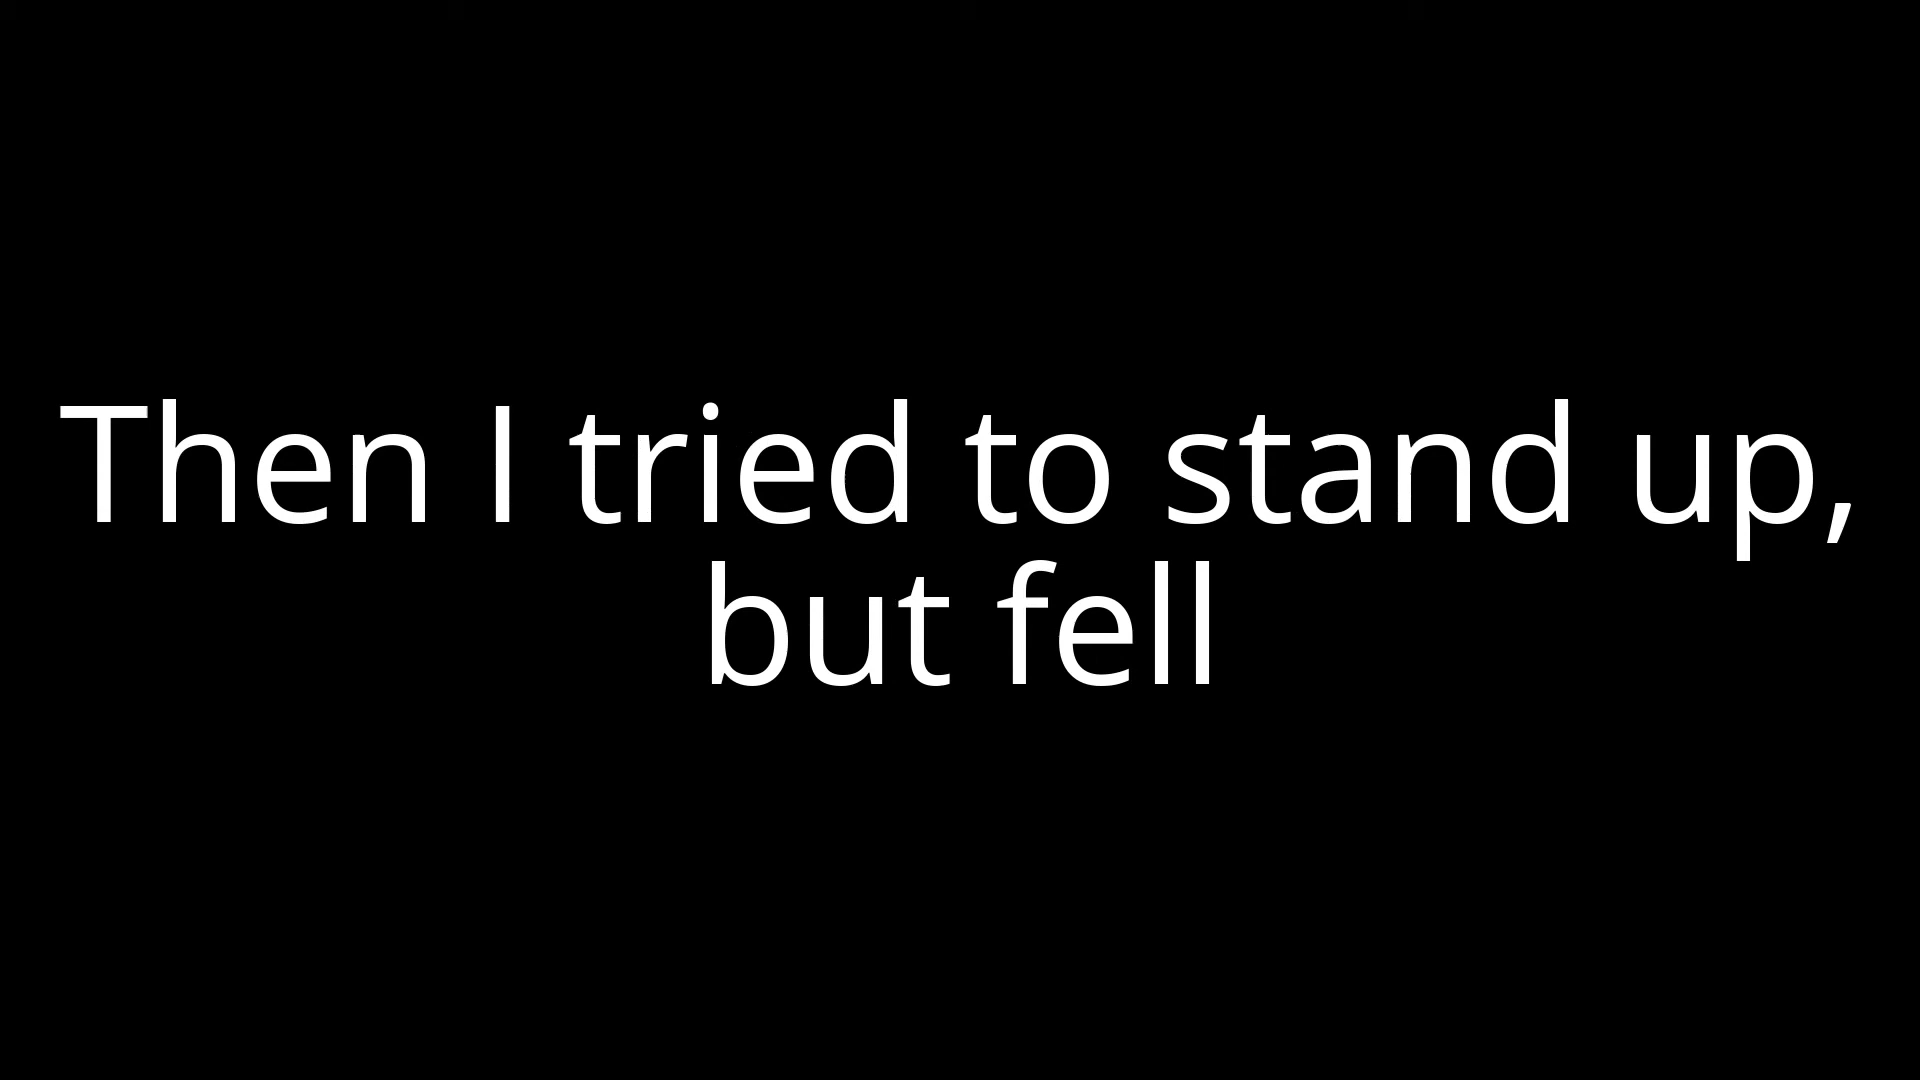 Then I tried to stand up,
but fell